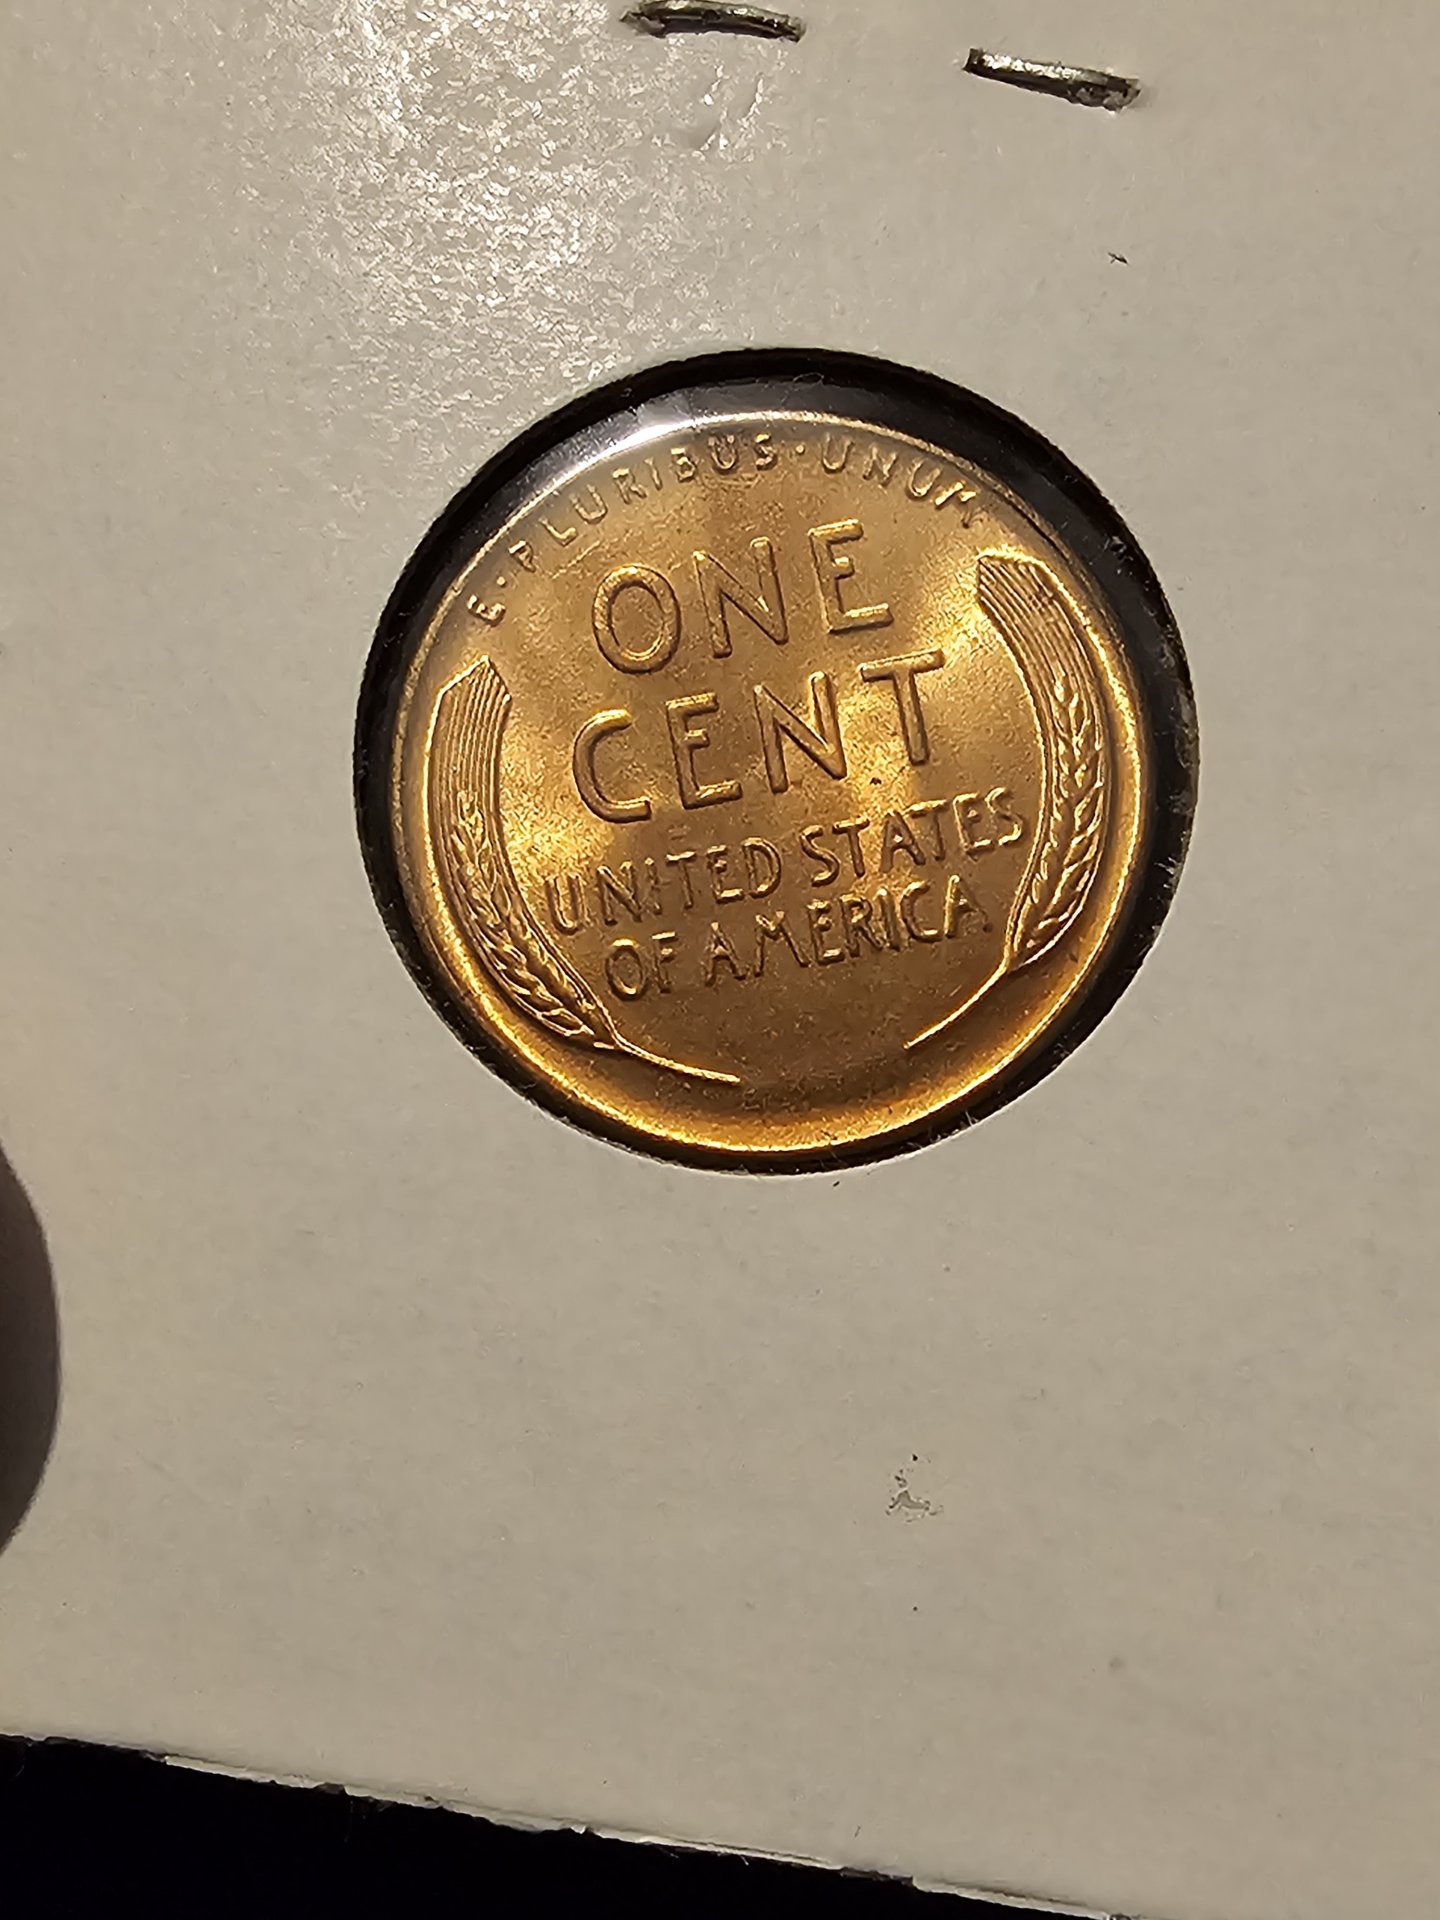 E·PLURIBUS·UNUM
ONE
CENT
UNITED STATES
OF AMERICA